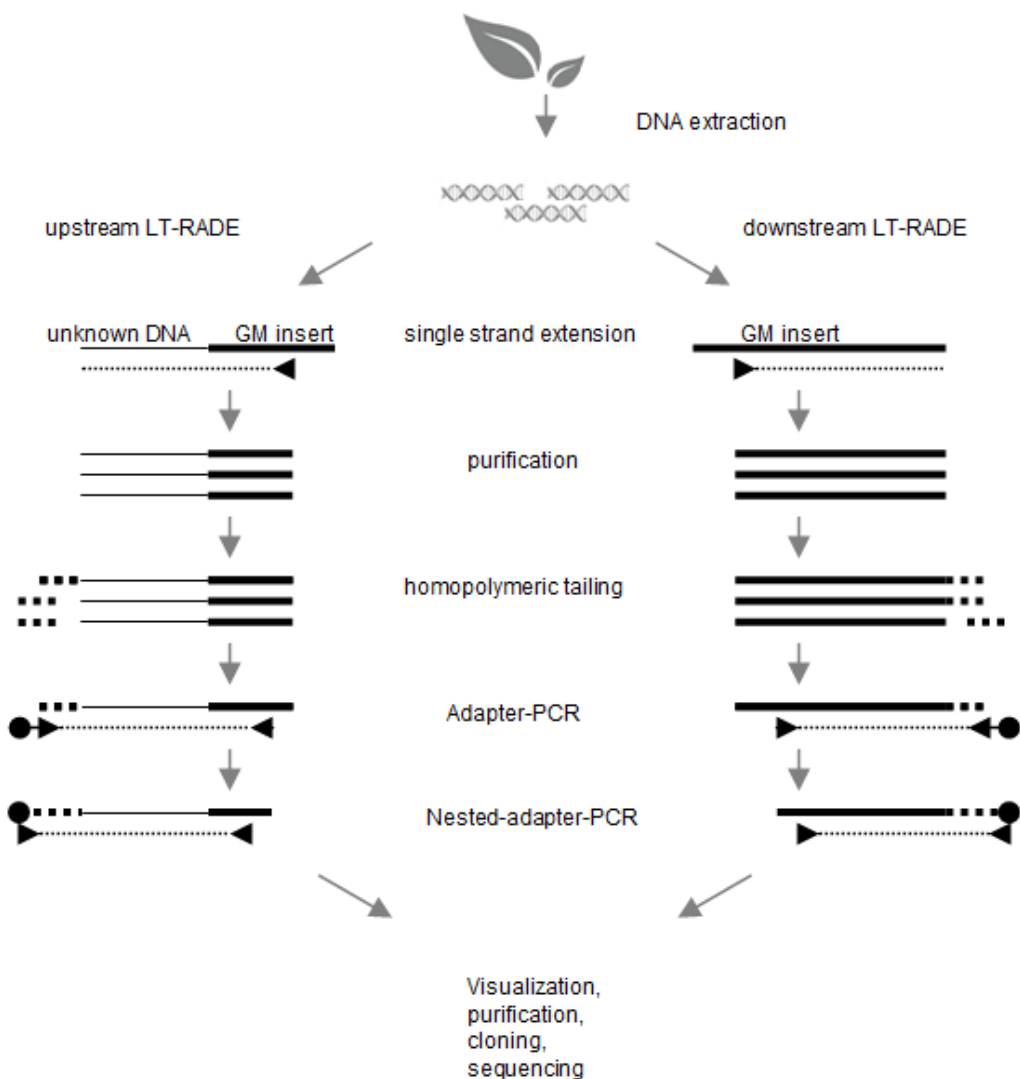 DNA extraction
upstream LT-RADE
downstream LT-RADE
unknown DNA
GM insert
single strand extension
GM insert
purification
homopolymeric tailing
Adapter-PCR
Nested-adapter-PCR
Visualization,
purification,
cloning,
sequencing